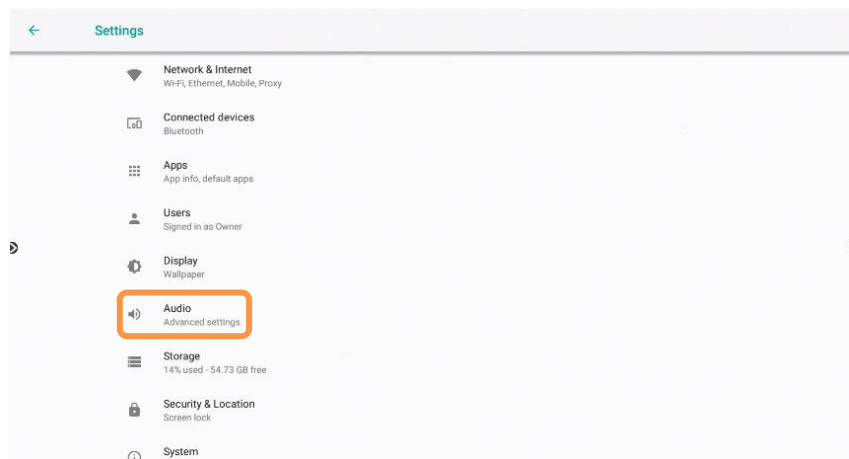 Settings
Network & Internet
Wi-Fi, Ethernet, Mobile, Proxy
Connected devices
Bluetooth
Apps
App info, default apps
Users
Signed in as Owner
Display
Wallpaper
Audio
Advanced settings
Storage
14% used - 54.73 GB free
Security & Location
Screen lock
System